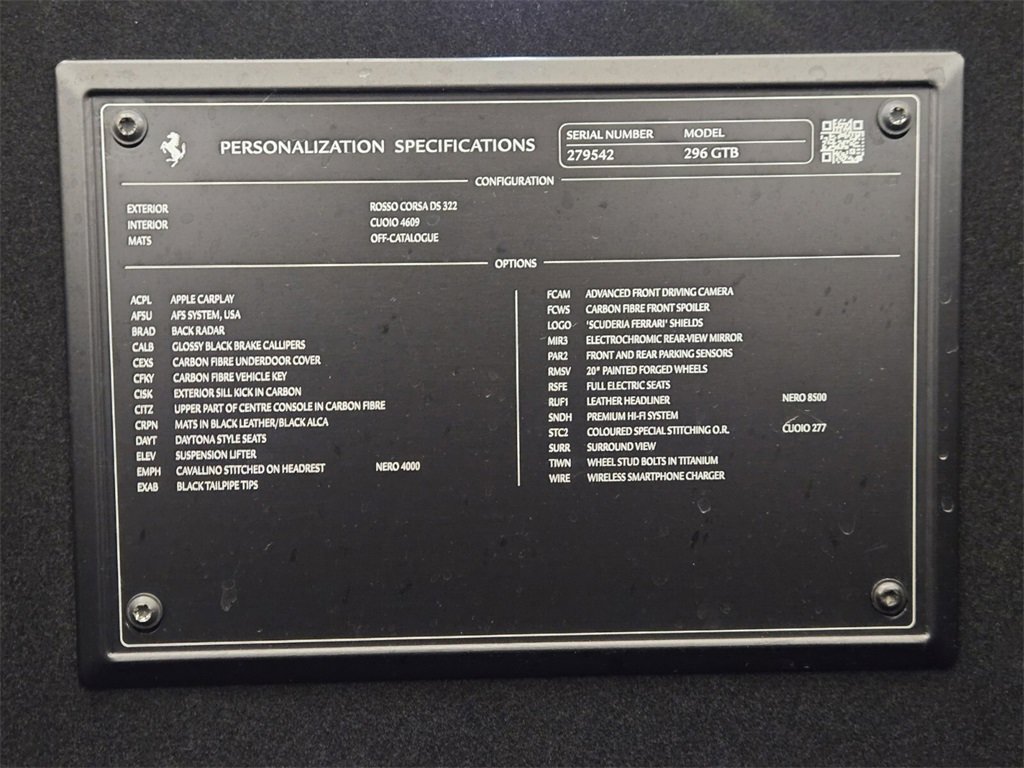 PERSONALIZATION SPECIFICATIONS
SERIAL NUMBER MODEL
279542 296 GTB
CONFIGURATION
EXTERIOR ROSSO CORSA DS 322
INTERIOR CUOIO 4609
MATS OFF-CATALOGUE
OPTIONS
ACPL APPLE CARPLAY
AFSU AFS SYSTEM, USA
BRAD BACK RADAR
CALB GLOSSY BLACK BRAKE CALLIPERS
CEXS CARBON FIBRE UNDERDOOR COVER
CFKY CARBON FIBRE VEHICLE KEY
CISK EXTERIOR SILL KICK IN CARBON
CITZ UPPER PART OF CENTRE CONSOLE IN CARBON FIBRE
CRPN MATS IN BLACK LEATHER/BLACK ALCA
DAYT DAYTONA STYLE SEATS
ELEV SUSPENSION LIFTER
EMPH CAVALLINO STITCHED ON HEADREST NERO 4000
EXAB BLACK TAILPIPE TIPS
FCAM ADVANCED FRONT DRIVING CAMERA
FCWS CARBON FIBRE FRONT SPOILER
LOGO 'SCUDERIA FERRARI' SHIELDS
MIR3 ELECTROCHROMIC REAR-VIEW MIRROR
PAR2 FRONT AND REAR PARKING SENSORS
RMSV 20" PAINTED FORGED WHEELS
RSFE FULL ELECTRIC SEATS
RUF1 LEATHER HEADLINER NERO 8500
SNDH PREMIUM HI-FI SYSTEM
STC2 COLOURED SPECIAL STITCHING O.R. CUOIO 277
SURR SURROUND VIEW
TIWN WHEEL STUD BOLTS IN TITANIUM
WIRE WIRELESS SMARTPHONE CHARGER